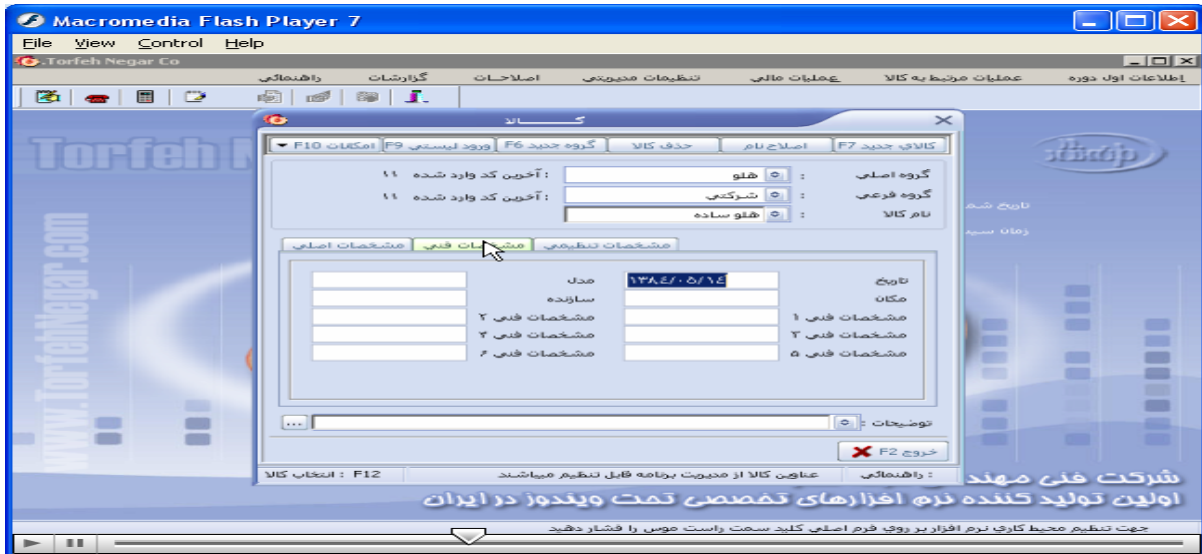 Macromedia Flash Player 7
File View Control Help
.Torfeh Negar Co
اطلاعات اول دوره عملیات مرتبط به کالا عملیات مالی تنظیمات مدیریتی اصلاحات گزارشات راهنمائی
کــــالا
کالای جدید F7 اصلاح نام حذف کالا گروه جدید F6 ورود لیستی F9 امکانات F10
گروه اصلی : هلو آخرین کد وارد شده : ۱۱
گروه فرعی : شرکتی آخرین کد وارد شده : ۱۱
نام کالا : هلو ساده
مشخصات تنظیمی مشخصات فنی مشخصات اصلی
تاریخ ۱۳۸٤/۰۵/۱٤ مدل
مکان سازنده
مشخصات فنی ۱ مشخصات فنی ۲
مشخصات فنی ۳ مشخصات فنی ۴
مشخصات فنی ۵ مشخصات فنی ۶
توضیحات :
خروج F2
راهنمائی : عناوین کالا از مدیریت برنامه قابل تنظیم میباشند F12 : انتخاب کالا
Torfeh N
www.TorfehNegar.com
تاریخ شم
زمان سی
شرکت فنی مهند
اولین تولید کننده نرم افزارهای تخصصی تحت ویندوز در ایران
جهت تنظیم محیط کاری نرم افزار بر روی فرم اصلی کلید سمت راست موس را فشار دهید